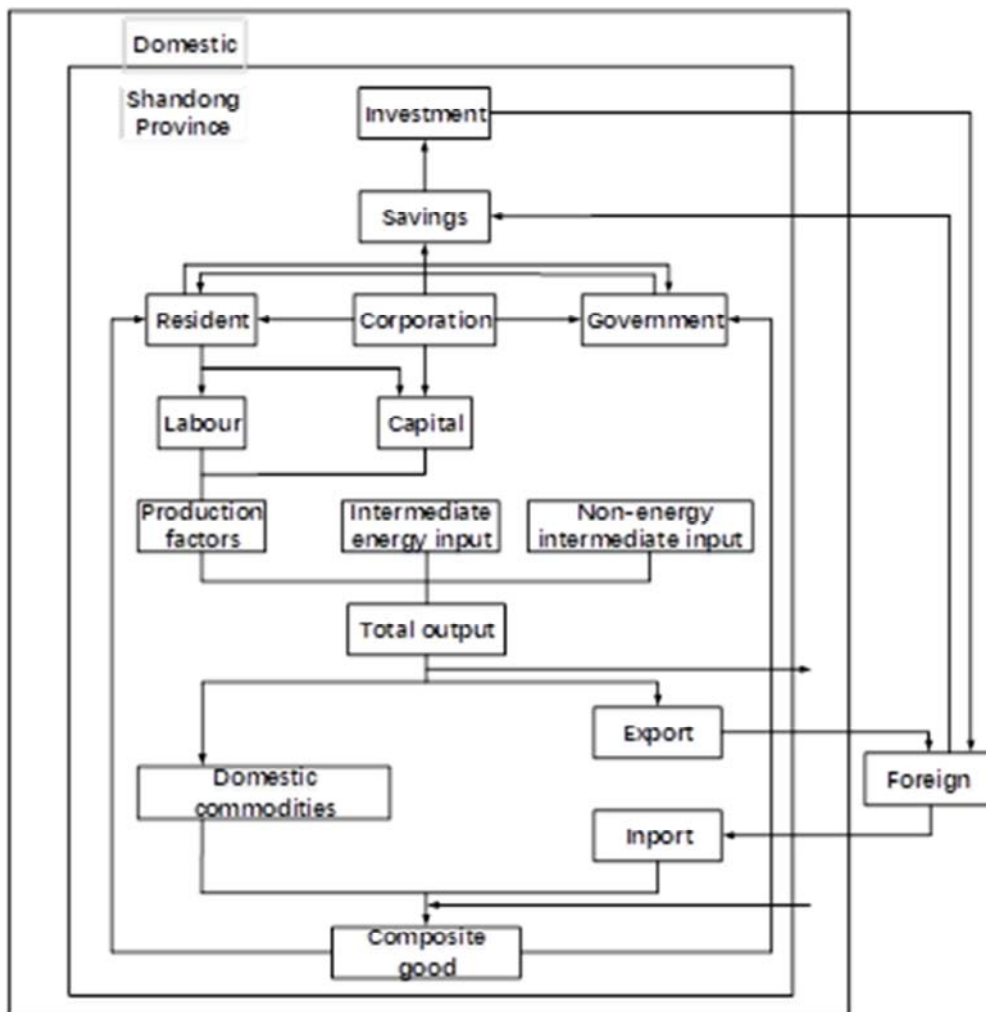 Domestic
Shandong
Province
Investment
Savings
Resident
Corporation
Government
Labour
Capital
Production
factors
Intermediate
energy input
Non-energy
intermediate input
Total output
Export
Foreign
Domestic
commodities
Inport
Composite
good